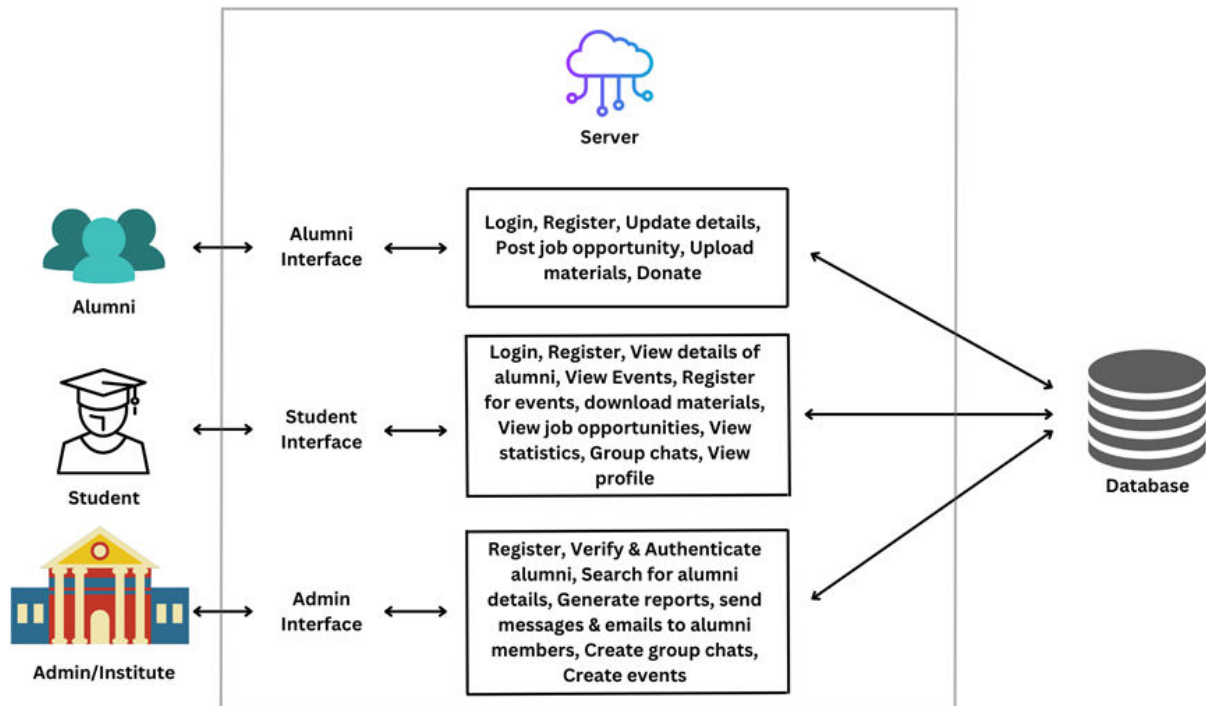 Server
Alumni
Alumni
Interface
Login, Register, Update details,
Post job opportunity, Upload
materials, Donate
Student
Student
Interface
Login, Register, View details of
alumni, View Events, Register
for events, download materials,
View job opportunities, View
statistics, Group chats, View
profile
Database
Admin/Institute
Admin
Interface
Register, Verify & Authenticate
alumni, Search for alumni
details, Generate reports, send
messages & emails to alumni
members, Create group chats,
Create events